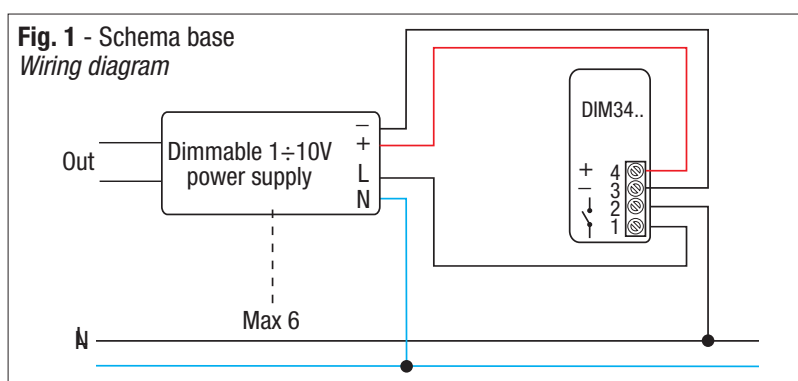 Fig. 1 - Schema base
Wiring diagram
Out
Dimmable 1÷10V
power supply
–
+
L
N
DIM34..
+ 4
– 3
2
1
Max 6
L
N